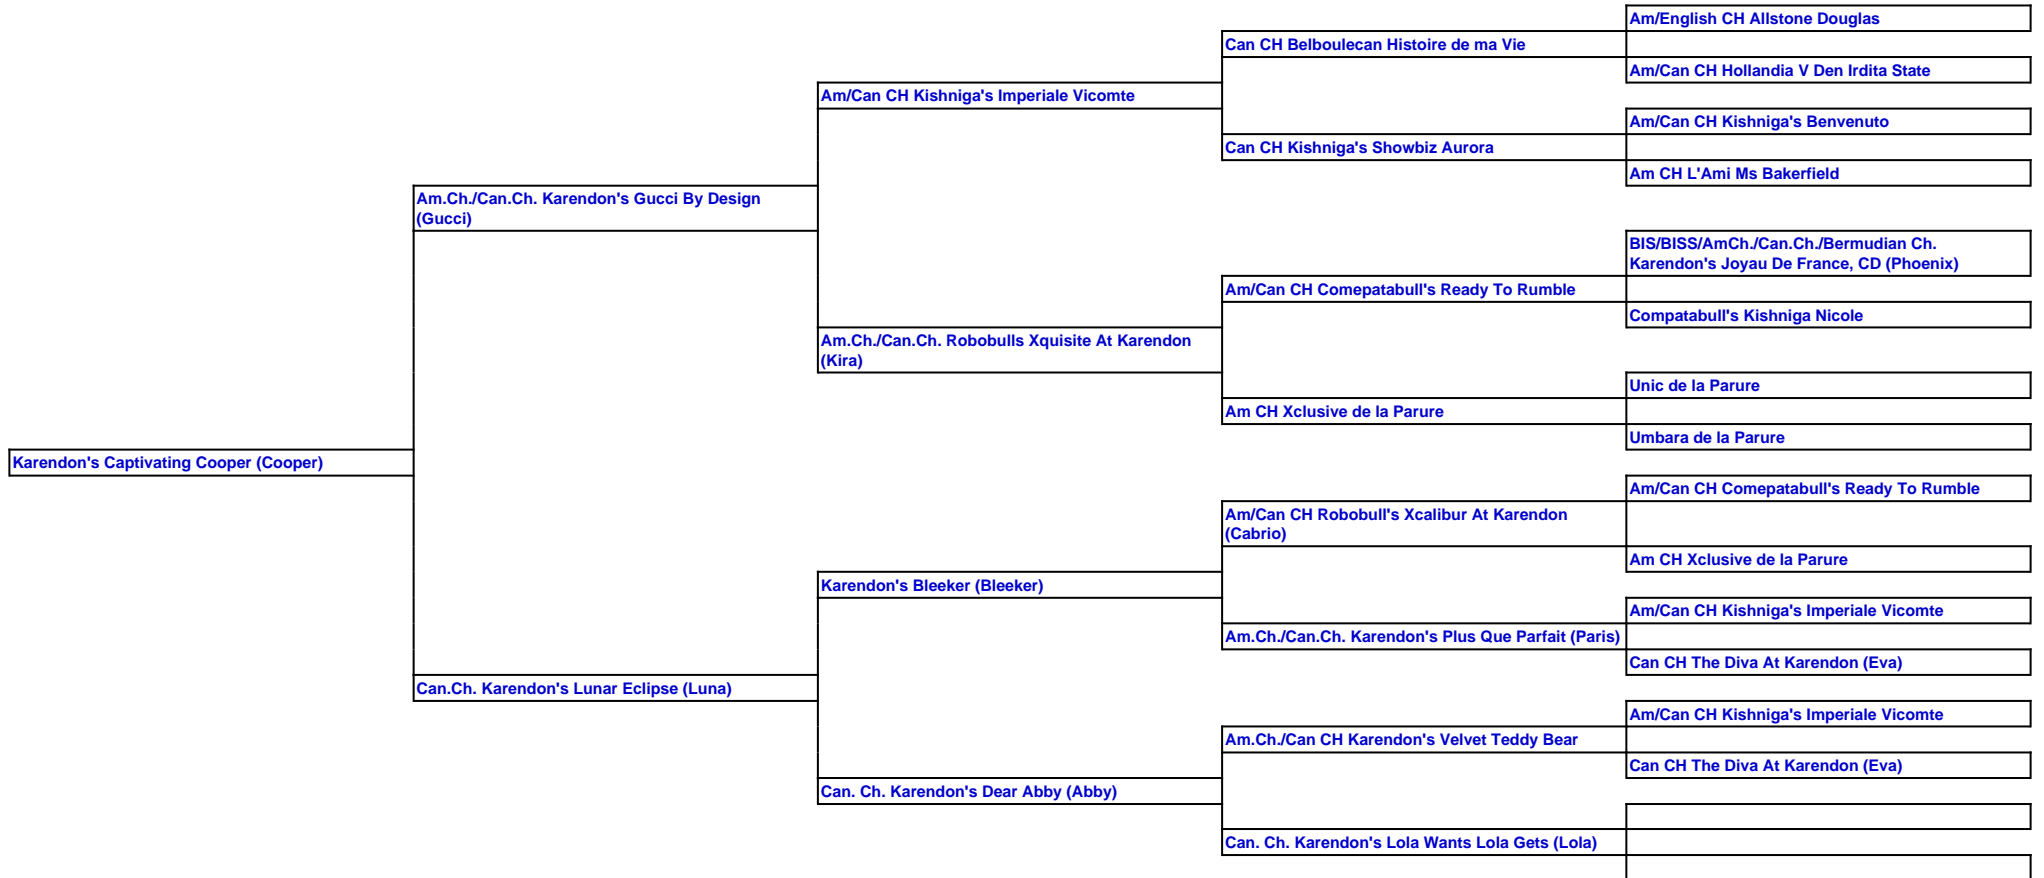 Am/English CH Allstone Douglas
Can CH Belboulecan Histoire de ma Vie
Am/Can CH Hollandia V Den Irdita State
Am/Can CH Kishniga's Imperiale Vicomte
Am/Can CH Kishniga's Benvenuto
Can CH Kishniga's Showbiz Aurora
Am CH L'Ami Ms Bakerfield
Am.Ch./Can.Ch. Karendon's Gucci By Design
(Gucci)
BIS/BISS/AmCh./Can.Ch./Bermudian Ch.
Karendon's Joyau De France, CD (Phoenix)
Am/Can CH Comepatabull's Ready To Rumble
Compatabull's Kishniga Nicole
Am.Ch./Can.Ch. Robobulls Xquisite At Karendon
(Kira)
Unic de la Parure
Am CH Xclusive de la Parure
Umbara de la Parure
Karendon's Captivating Cooper (Cooper)
Am/Can CH Comepatabull's Ready To Rumble
Am/Can CH Robobull's Xcalibur At Karendon
(Cabrio)
Am CH Xclusive de la Parure
Karendon's Bleeker (Bleeker)
Am/Can CH Kishniga's Imperiale Vicomte
Am.Ch./Can.Ch. Karendon's Plus Que Parfait (Paris)
Can CH The Diva At Karendon (Eva)
Can.Ch. Karendon's Lunar Eclipse (Luna)
Am/Can CH Kishniga's Imperiale Vicomte
Am.Ch./Can CH Karendon's Velvet Teddy Bear
Can CH The Diva At Karendon (Eva)
Can. Ch. Karendon's Dear Abby (Abby)
Can. Ch. Karendon's Lola Wants Lola Gets (Lola)